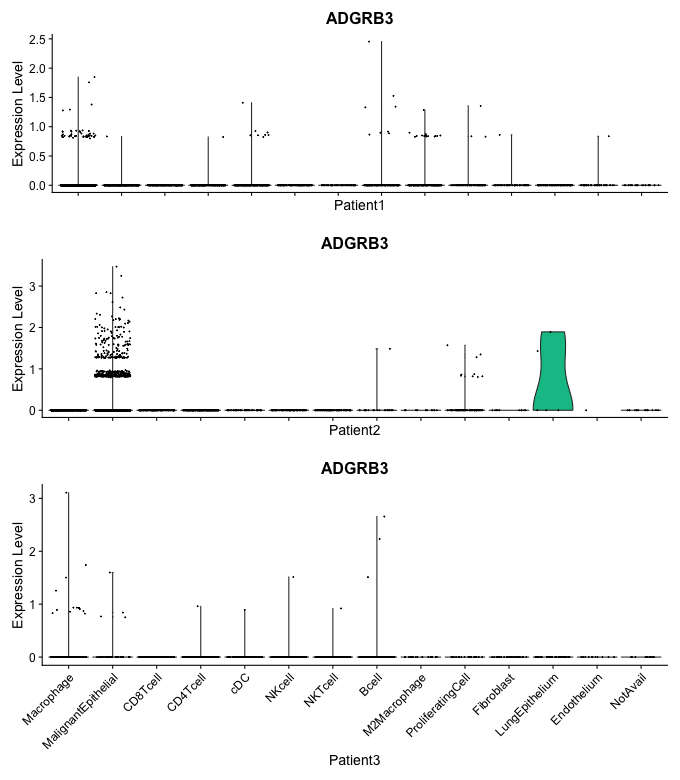 ADGRB3
Expression Level
2.5
2.0
1.5
1.0
0.5
0.0
Patient1
ADGRB3
Expression Level
3
2
1
0
Patient2
ADGRB3
Expression Level
3
2
1
0
Macrophage
MalignantEpithelial
CD8Tcell
CD4Tcell
cDC
NKcell
NKTcell
Bcell
M2Macrophage
ProliferatingCell
Fibroblast
LungEpithelium
Endothelium
NotAvail
Patient3